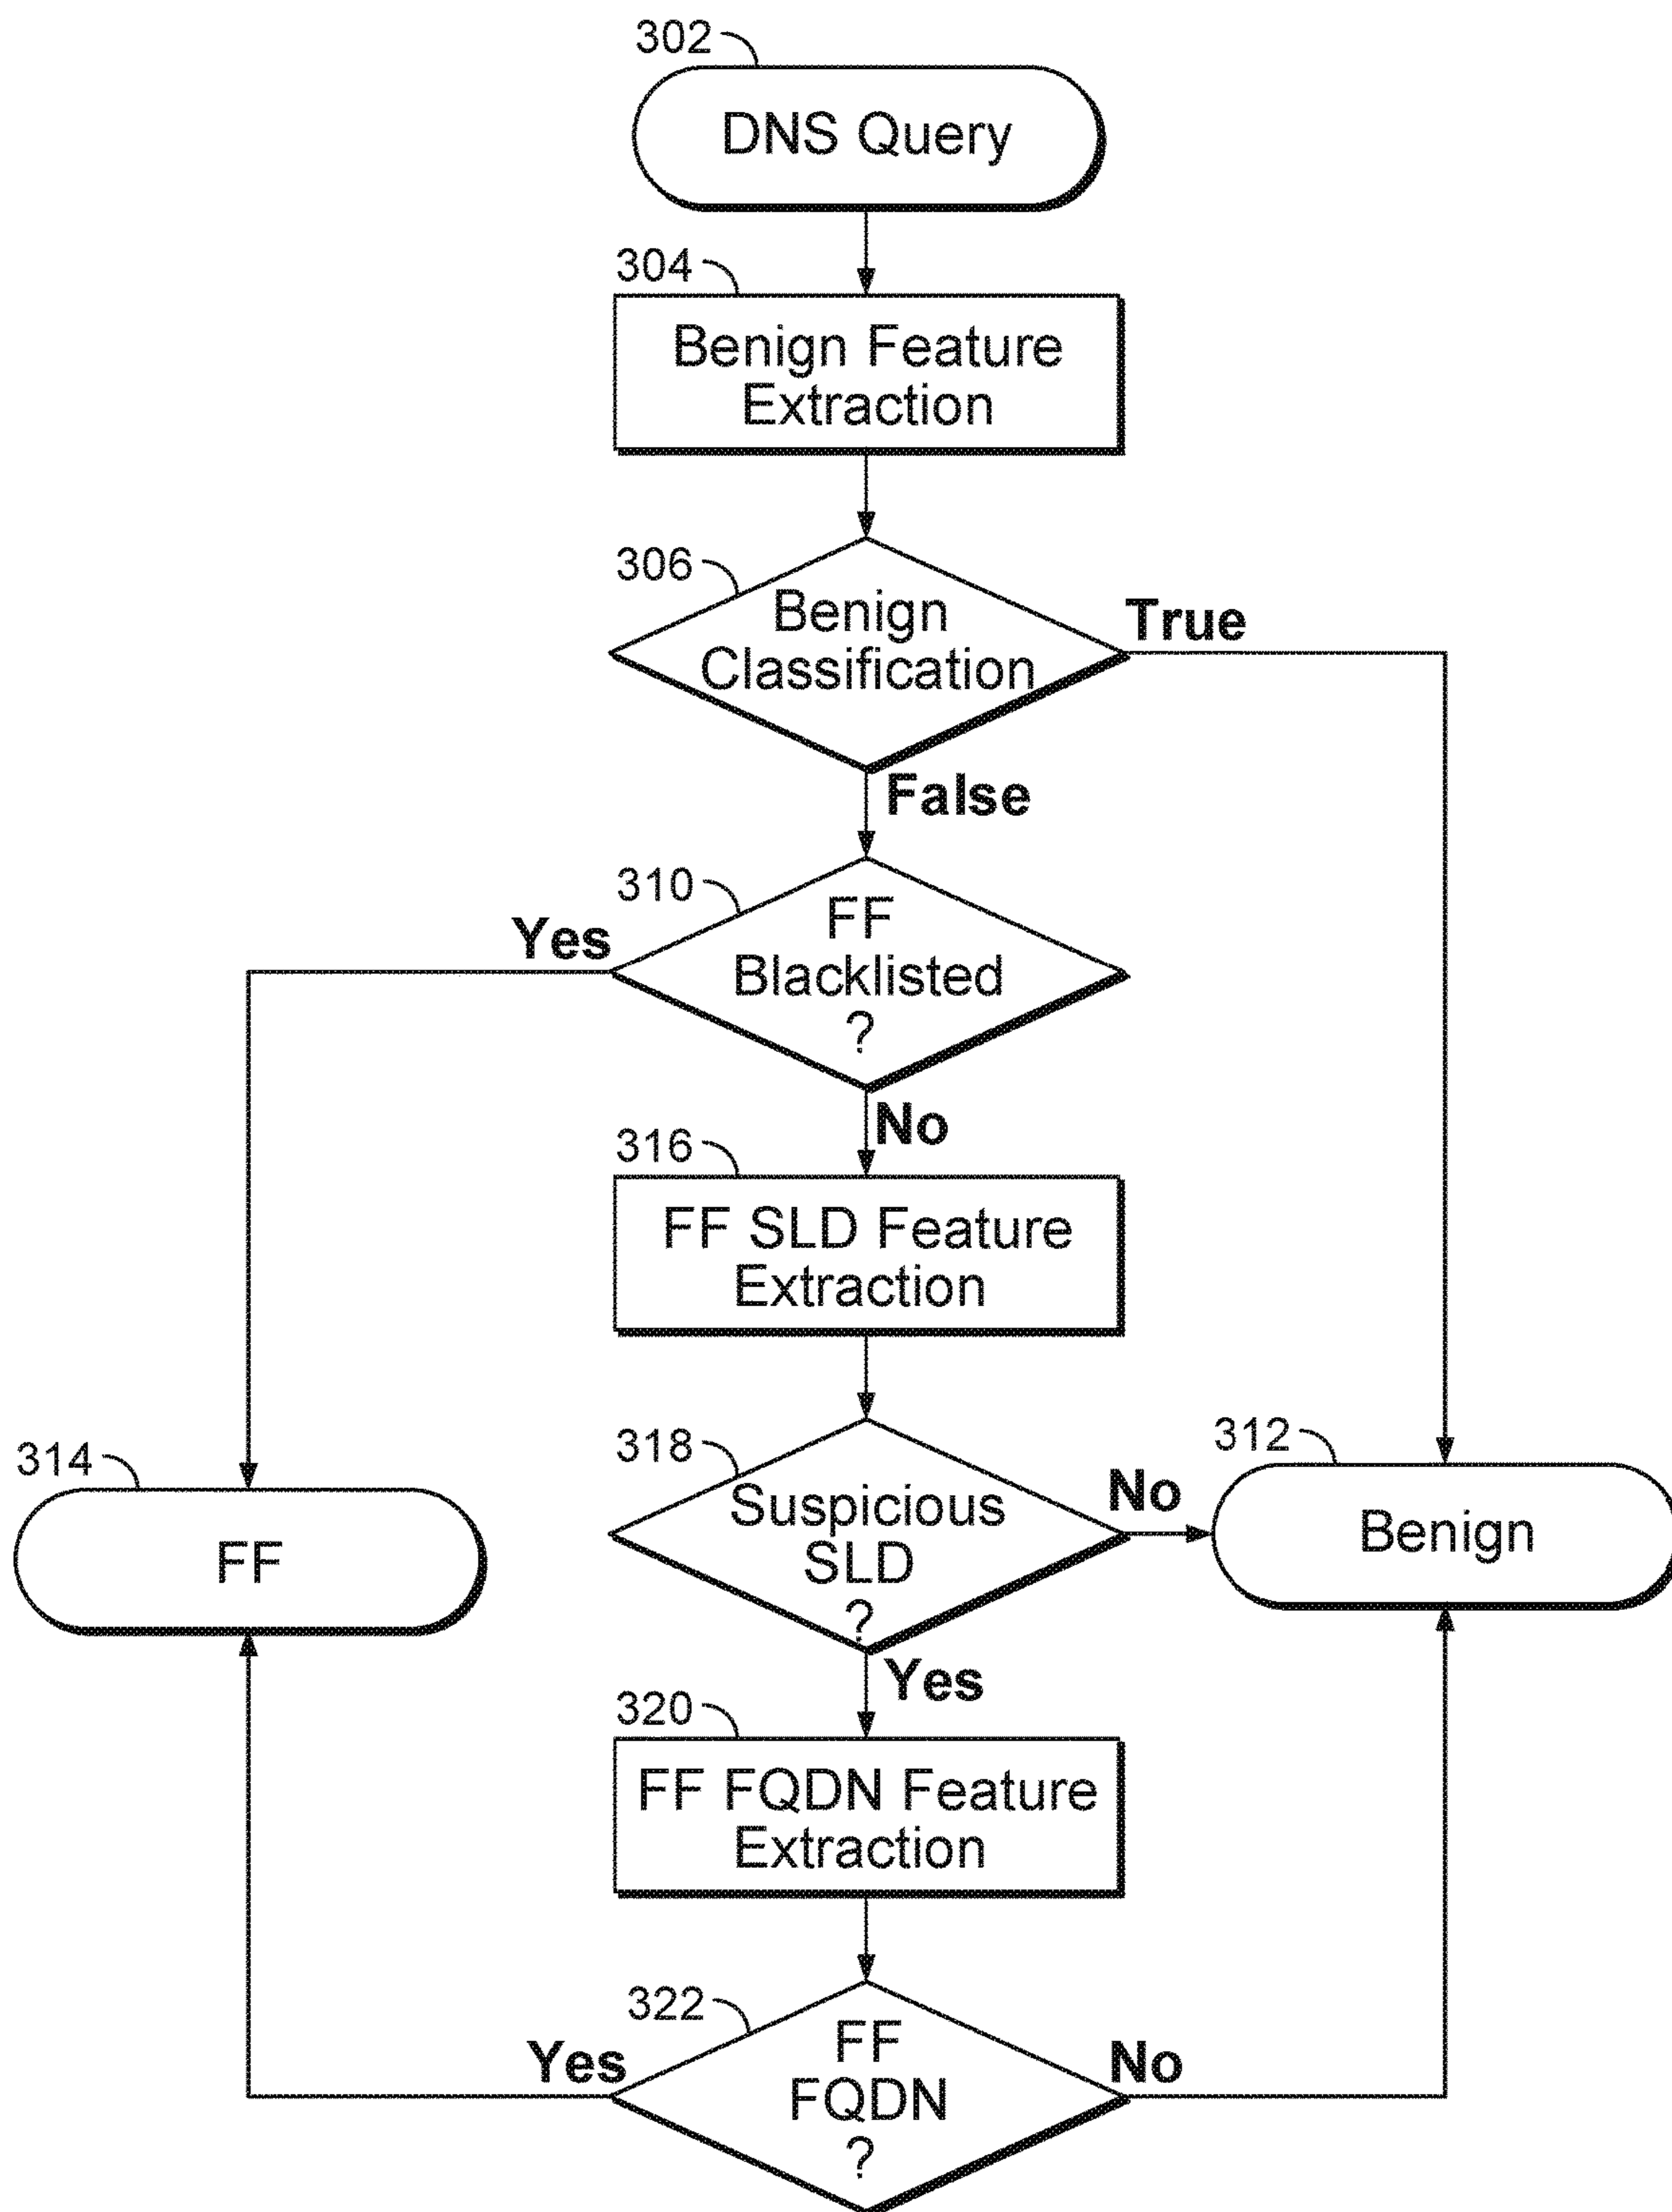 302
DNS Query
304
Benign Feature
Extraction
306
Benign
Classification
True
False
310
FF
Blacklisted
?
Yes
No
316
FF SLD Feature
Extraction
314
FF
318
Suspicious
SLD
?
No
312
Benign
Yes
320
FF FQDN Feature
Extraction
322
FF
FQDN
?
Yes
No